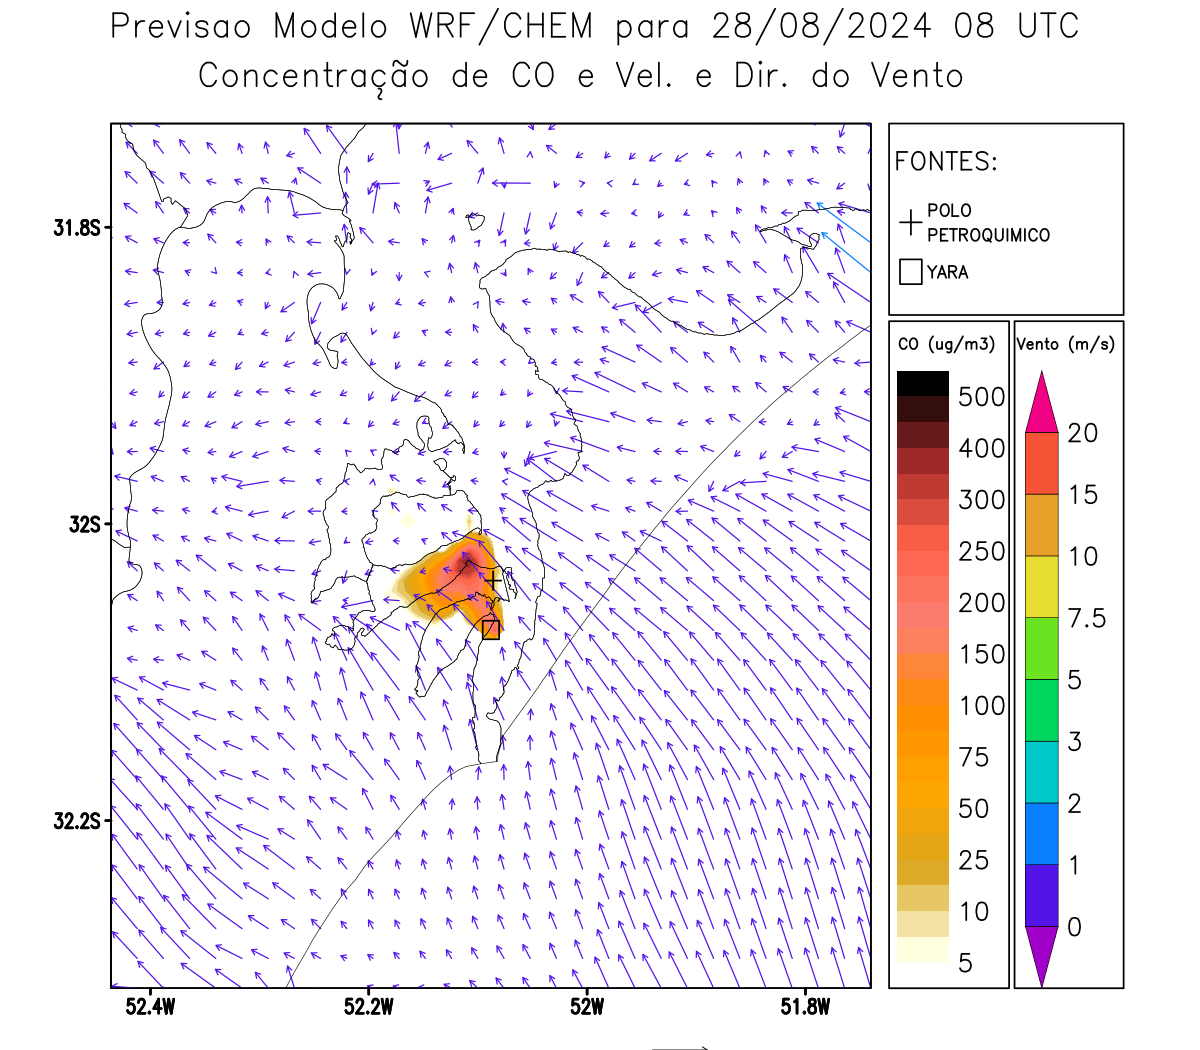 Previsao Modelo WRF/CHEM para 28/08/2024 08 UTC
Concentração de CO e Vel. e Dir. do Vento
FONTES:
POLO
PETROQUIMICO
YARA
CO (ug/m3)
500
400
300
250
200
150
100
75
50
25
10
5
Vento (m/s)
20
15
10
7.5
5
3
2
1
0
31.8S
32S
32.2S
52.4W
52.2W
52W
51.8W